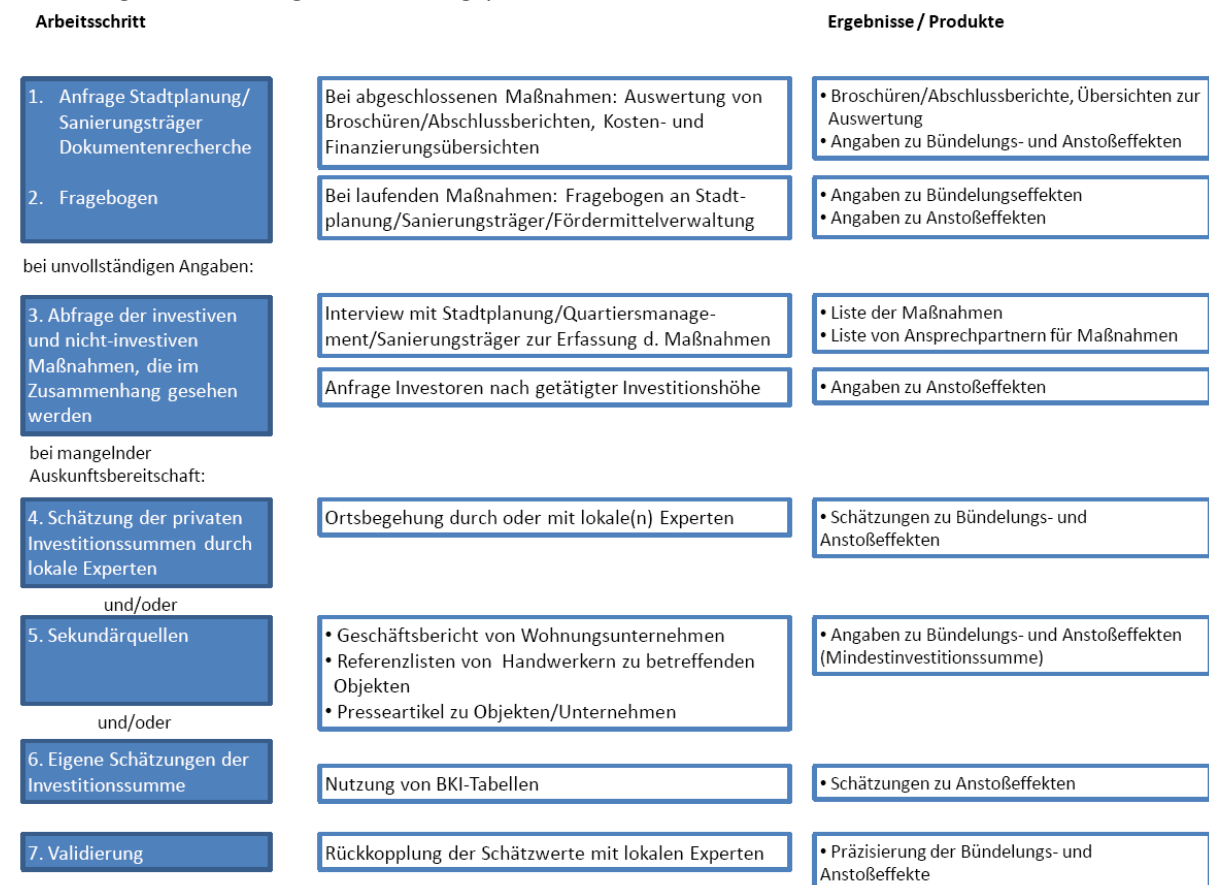 Arbeitsschritt
Ergebnisse / Produkte
1. Anfrage Stadtplanung/
Sanierungsträger
Dokumentenrecherche
Bei abgeschlossenen Maßnahmen: Auswertung von
Broschüren/Abschlussberichten, Kosten- und
Finanzierungsübersichten
• Broschüren/Abschlussberichte, Übersichten zur
Auswertung
• Angaben zu Bündelungs- und Anstoßeffekten
2. Fragebogen
Bei laufenden Maßnahmen: Fragebogen an Stadt-
planung/Sanierungsträger/Fördermittelverwaltung
• Angaben zu Bündelungseffekten
• Angaben zu Anstoßeffekten
bei unvollständigen Angaben:
3. Abfrage der investiven
und nicht-investiven
Maßnahmen, die im
Zusammenhang gesehen
werden
Interview mit Stadtplanung/Quartiersmanage-
ment/Sanierungsträger zur Erfassung d. Maßnahmen
• Liste der Maßnahmen
• Liste von Ansprechpartnern für Maßnahmen
Anfrage Investoren nach getätigter Investitionshöhe
• Angaben zu Anstoßeffekten
bei mangelnder
Auskunftsbereitschaft:
4. Schätzung der privaten
Investitionssummen durch
lokale Experten
Ortsbegehung durch oder mit lokale(n) Experten
• Schätzungen zu Bündelungs- und
Anstoßeffekten
und/oder
5. Sekundärquellen
• Geschäftsbericht von Wohnungsunternehmen
• Referenzlisten von Handwerkern zu betreffenden
Objekten
• Presseartikel zu Objekten/Unternehmen
• Angaben zu Bündelungs- und Anstoßeffekten
(Mindestinvestitionssumme)
und/oder
6. Eigene Schätzungen der
Investitionssumme
Nutzung von BKI-Tabellen
• Schätzungen zu Anstoßeffekten
7. Validierung
Rückkopplung der Schätzwerte mit lokalen Experten
• Präzisierung der Bündelungs- und
Anstoßeffekte